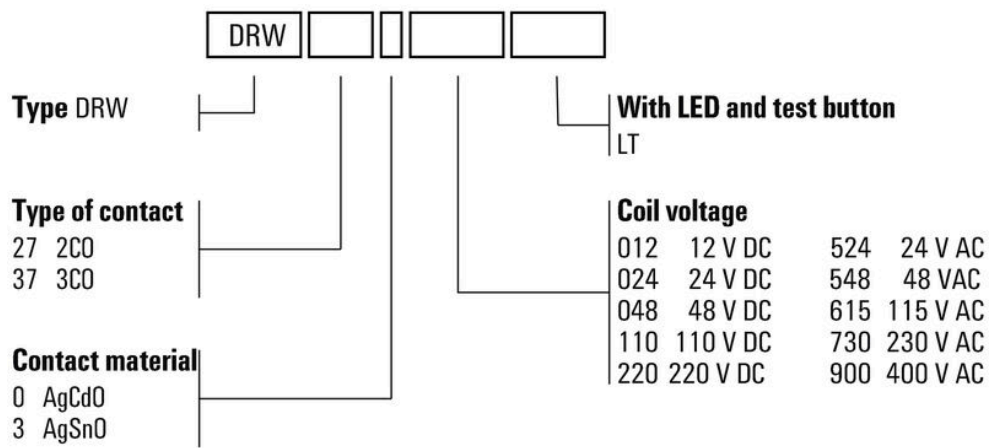 DRW
Type DRW
With LED and test button
LT
Type of contact
27 2CO
37 3CO
Coil voltage
012 12 V DC 524 24 V AC
024 24 V DC 548 48 VAC
048 48 V DC 615 115 V AC
110 110 V DC 730 230 V AC
220 220 V DC 900 400 V AC
Contact material
0 AgCdO
3 AgSnO